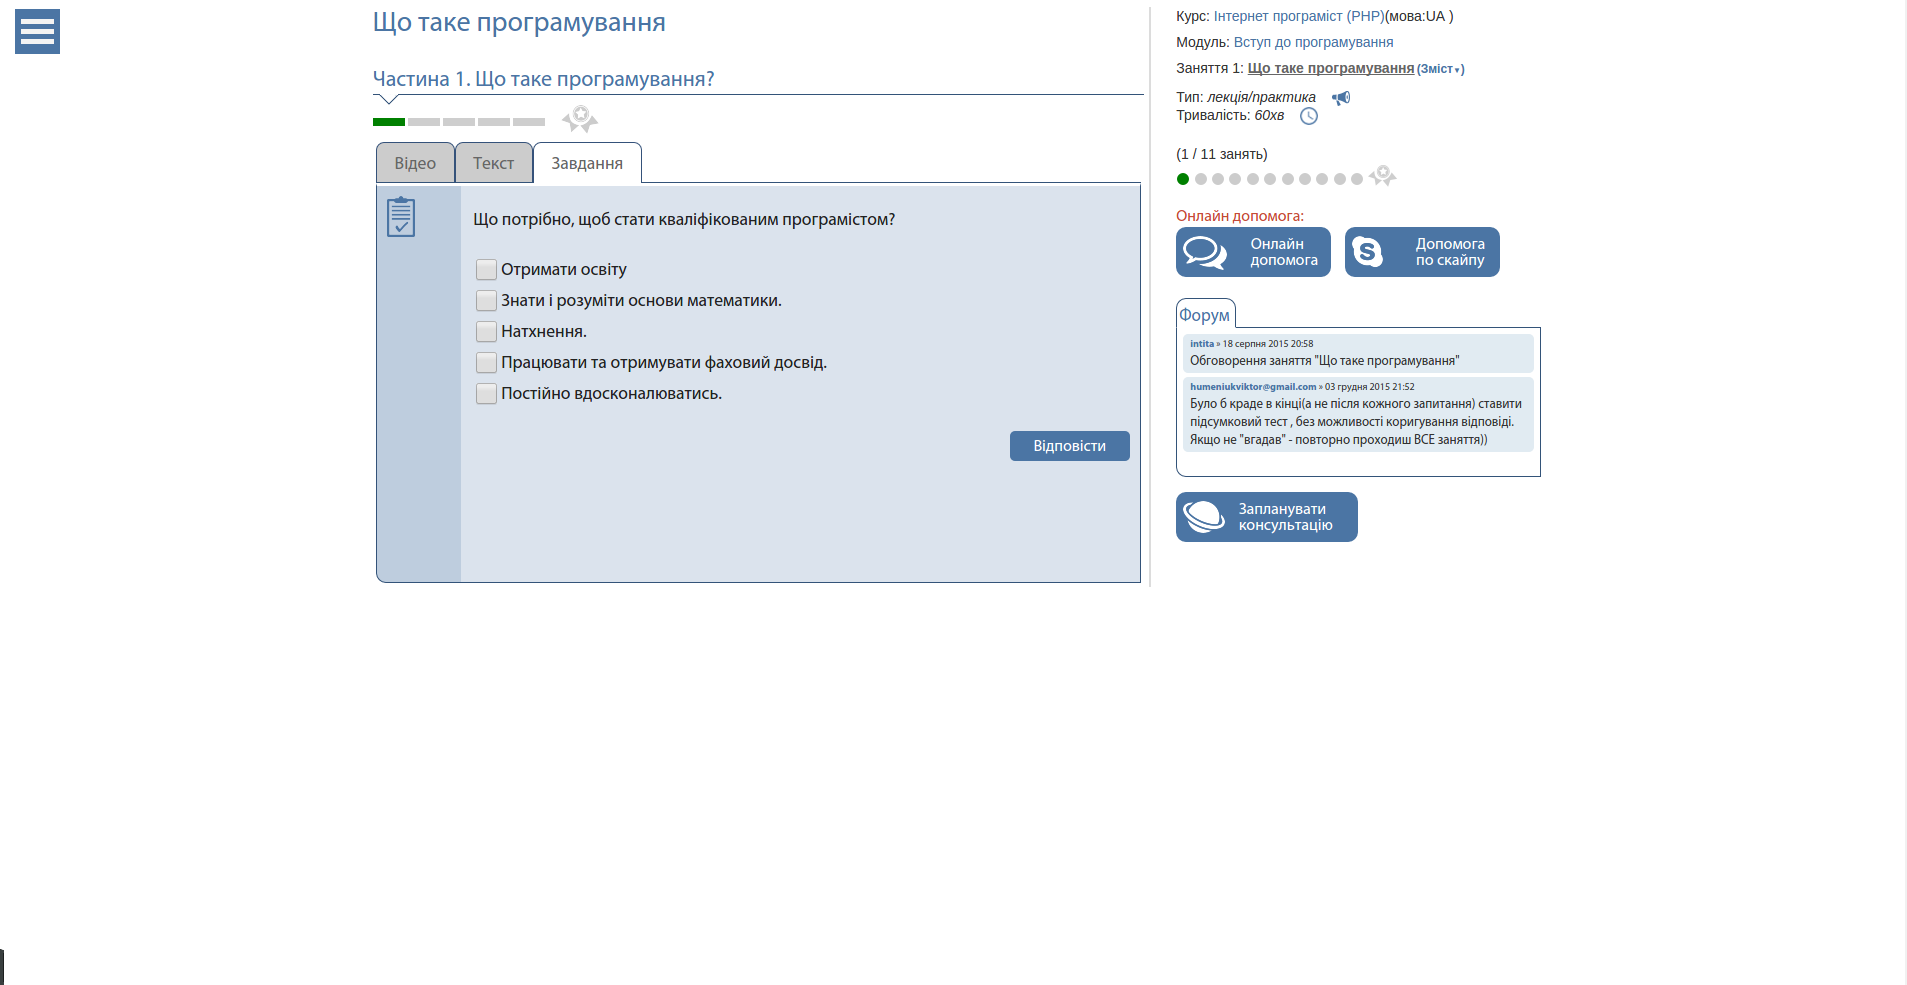 Що таке програмування
Частина 1. Що таке програмування?
Відео
Текст
Завдання
Що потрібно, щоб стати кваліфікованим програмістом?
Отримати освіту
Знати і розуміти основи математики.
Натхнення.
Працювати та отримувати фаховий досвід.
Постійно вдосконалюватись.
Відповісти
Курс: Інтернет програміст (PHP)(мова:UA )
Модуль: Вступ до програмування
Заняття 1: Що таке програмування (Зміст▼)
Тип: лекція/практика
Тривалість: 60хв
(1 / 11 занять)
Онлайн допомога:
Онлайн
допомога
Допомога
по скайпу
Форум
intita » 18 серпня 2015 20:58
Обговорення заняття "Що таке програмування"
humeniukviktor@gmail.com » 03 грудня 2015 21:52
Було б краде в кінці(а не після кожного запитання) ставити
підсумковий тест , без можливості коригування відповіді.
Якщо не "вгадав" - повторно проходиш ВСЕ заняття))
Запланувати
консультацію